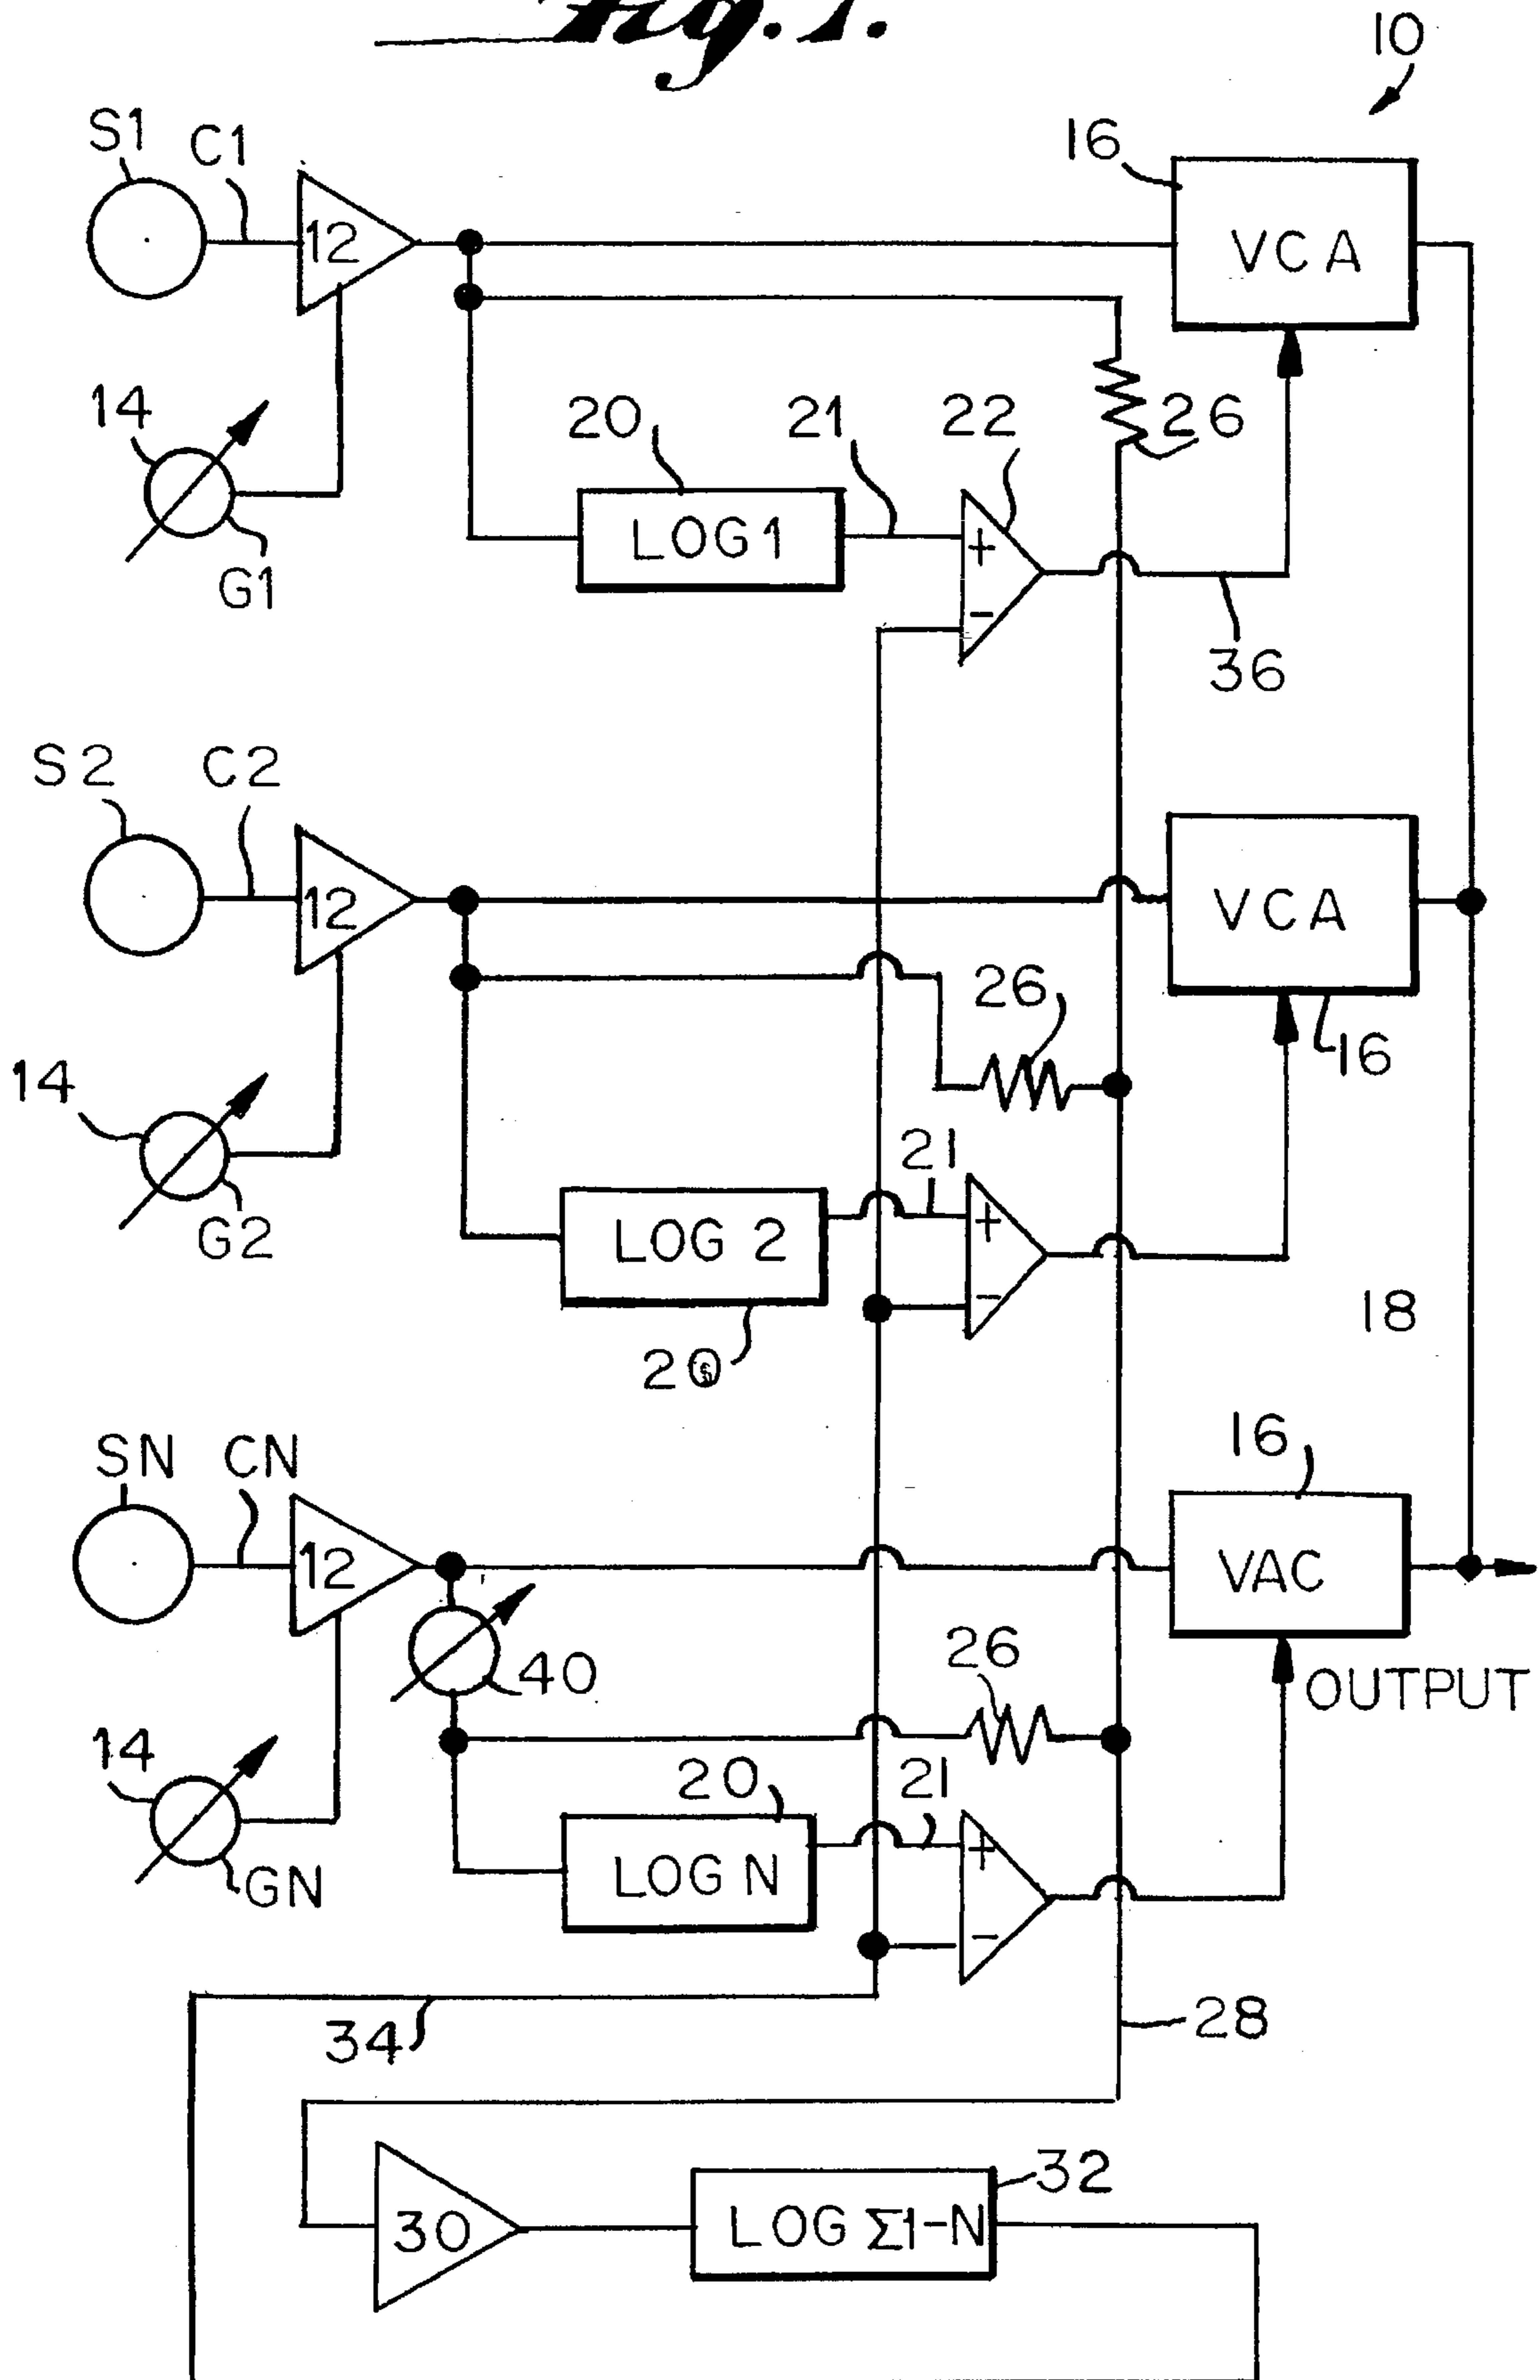 Fig. 1.
10
S1
C1
16
12
VCA
14
G1
20
21
22
26
LOG 1
+
-
36
S2
C2
12
VCA
16
26
14
G2
21
LOG 2
+
-
20
18
SN
CN
16
12
VAC
40
26
OUTPUT
14
GN
20
21
LOG N
+
-
34
28
30
LOG Σ1-N
32